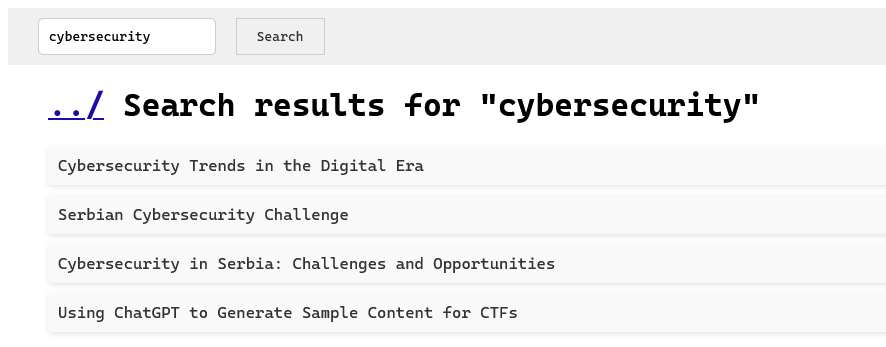 cybersecurity Search
../ Search results for "cybersecurity"
Cybersecurity Trends in the Digital Era
Serbian Cybersecurity Challenge
Cybersecurity in Serbia: Challenges and Opportunities
Using ChatGPT to Generate Sample Content for CTFs